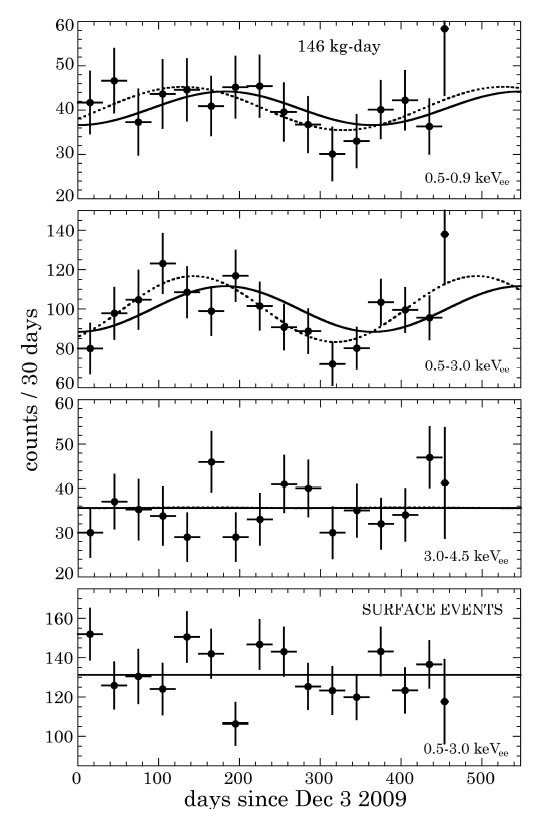 60
50
40
30
20
146 kg-day
0.5-0.9 keVee
140
120
100
80
60
0.5-3.0 keVee
counts / 30 days
60
50
40
30
20
3.0-4.5 keVee
160
140
120
100
SURFACE EVENTS
0.5-3.0 keVee
0 100 200 300 400 500
days since Dec 3 2009